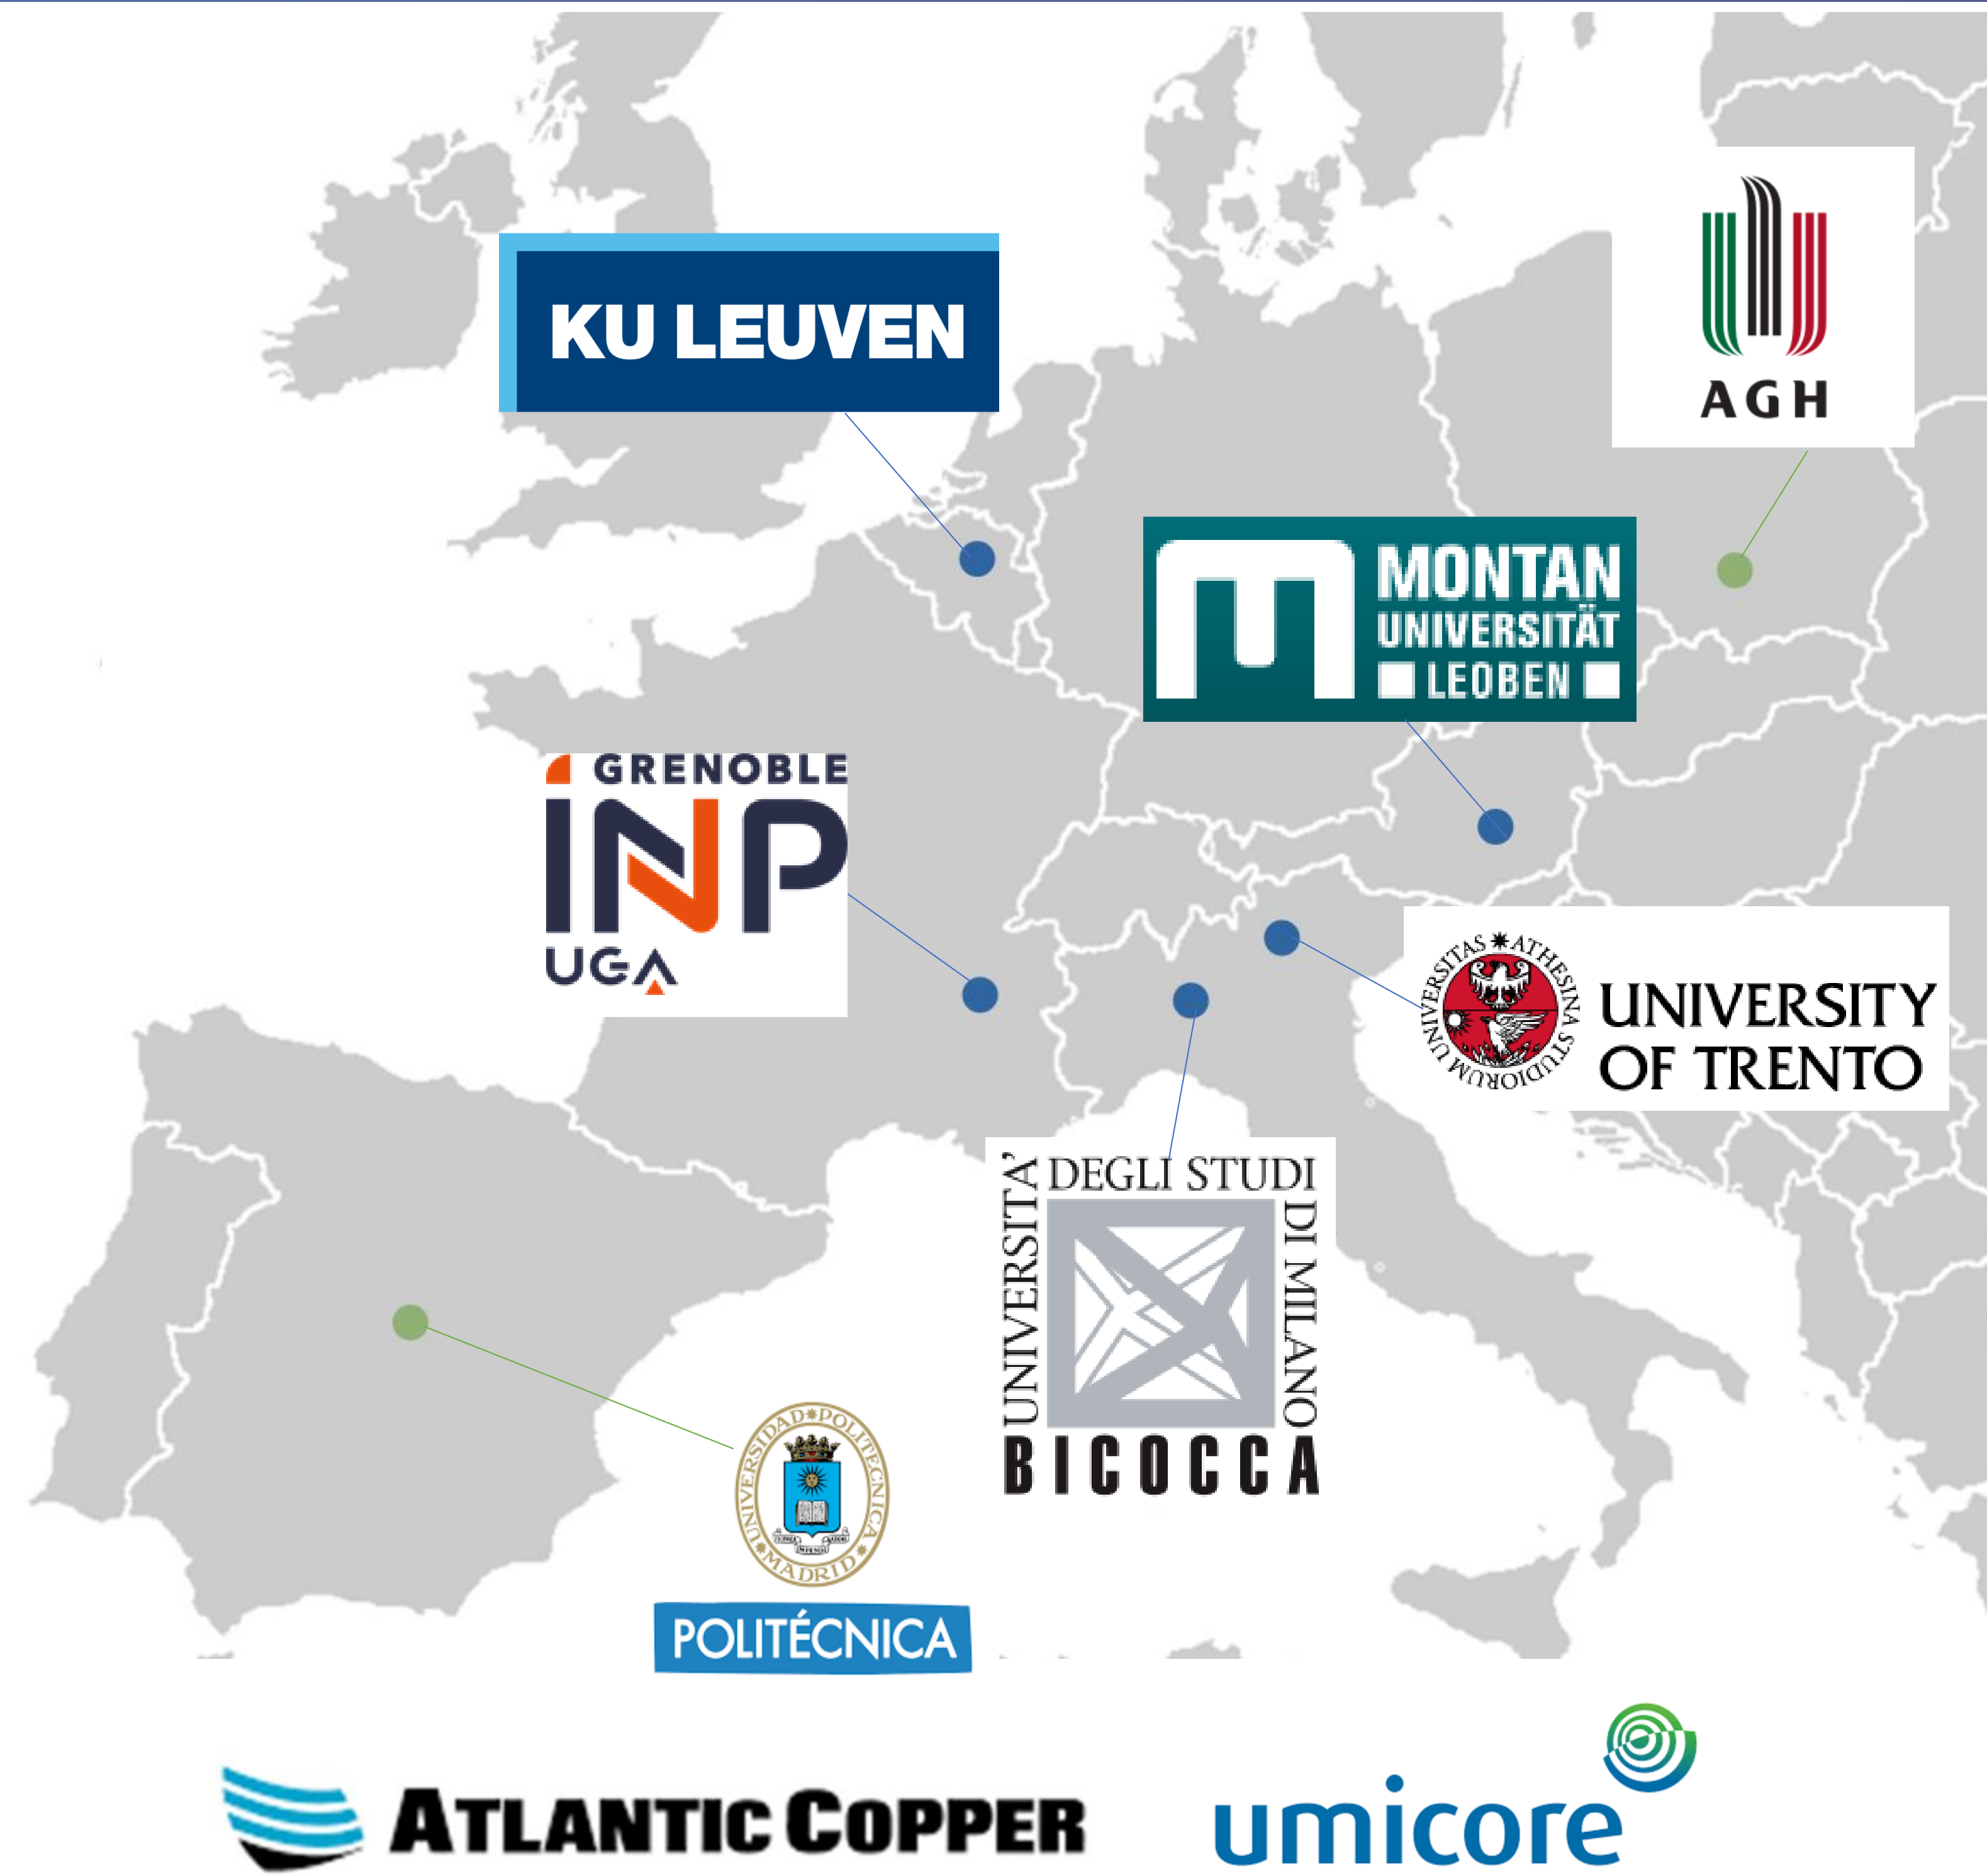 KU LEUVEN
AGH
MONTAN
UNIVERSITÄT
LEOBEN
GRENOBLE
INP
UGA
UNIVERSITAS ATHESINA STUDIORUM
UNIVERSITY
OF TRENTO
UNIVERSITA'
DEGLI STUDI
DI MILANO
BICOCCA
UNIVERSIDAD POLITECNICA
MADRID
POLITÉCNICA
ATLANTIC COPPER
umicore